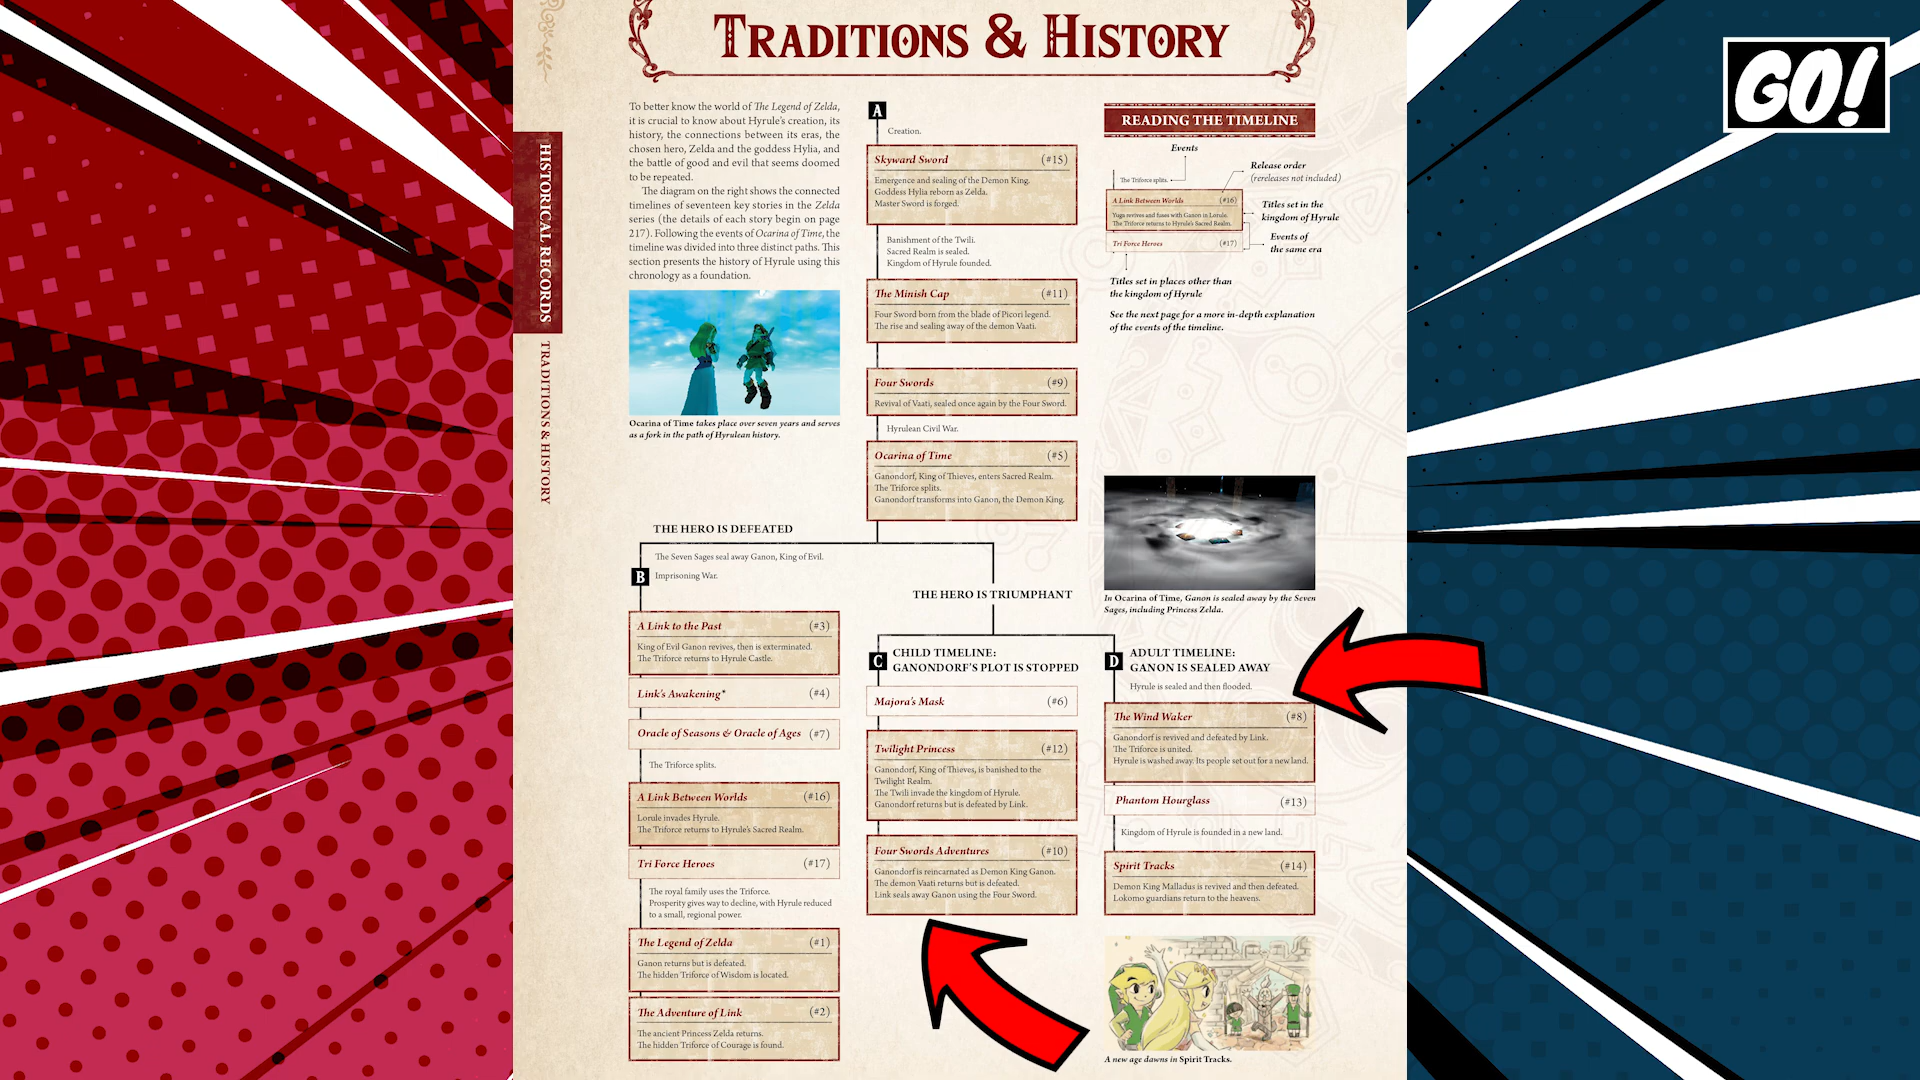 TRADITIONS & HISTORY
GO!
HISTORICAL RECORDS
TRADITIONS & HISTORY
To better know the world of The Legend of Zelda,
it is crucial to know about Hyrule's creation, its
history, the connections between its eras, the
chosen hero, Zelda and the goddess Hylia, and
the battle of good and evil that seems doomed
to be repeated.
The diagram on the right shows the connected
timelines of seventeen key stories in the Zelda
series (the details of each story begin on page
217). Following the events of Ocarina of Time, the
timeline was divided into three distinct paths. This
section presents the history of Hyrule using this
chronology as a foundation.
Ocarina of Time takes place over seven years and serves
as a fork in the path of Hyrulean history.
A
Creation.
Skyward Sword (#15)
Emergence and sealing of the Demon King.
Goddess Hylia reborn as Zelda.
Master Sword is forged.
Banishment of the Twili.
Sacred Realm is sealed.
Kingdom of Hyrule founded.
The Minish Cap (#11)
Four Sword born from the blade of Picori legend.
The rise and sealing away of the demon Vaati.
Four Swords (#9)
Revival of Vaati, sealed once again by the Four Sword.
Hyrulean Civil War.
Ocarina of Time (#5)
Ganondorf, King of Thieves, enters Sacred Realm.
The Triforce splits.
Ganondorf transforms into Ganon, the Demon King.
READING THE TIMELINE
Events
Release order
(rereleases not included)
The Triforce splits.
A Link Between Worlds (#16)
Yuga revives and fuses with Ganon in Lorule.
The Triforce returns to Hyrule's Sacred Realm.
Titles set in the
kingdom of Hyrule
Tri Force Heroes (#17)
Events of
the same era
Titles set in places other than
the kingdom of Hyrule
See the next page for a more in-depth explanation
of the events of the timeline.
In Ocarina of Time, Ganon is sealed away by the Seven
Sages, including Princess Zelda.
THE HERO IS DEFEATED
The Seven Sages seal away Ganon, King of Evil.
B
Imprisoning War.
A Link to the Past (#3)
King of Evil Ganon revives, then is exterminated.
The Triforce returns to Hyrule Castle.
Link's Awakening* (#4)
Oracle of Seasons & Oracle of Ages (#7)
The Triforce splits.
A Link Between Worlds (#16)
Lorule invades Hyrule.
The Triforce returns to Hyrule's Sacred Realm.
Tri Force Heroes (#17)
The royal family uses the Triforce.
Prosperity gives way to decline, with Hyrule reduced
to a small, regional power.
The Legend of Zelda (#1)
Ganon returns but is defeated.
The hidden Triforce of Wisdom is located.
The Adventure of Link (#2)
The ancient Princess Zelda returns.
The hidden Triforce of Courage is found.
THE HERO IS TRIUMPHANT
C
CHILD TIMELINE:
GANONDORF'S PLOT IS STOPPED
Majora's Mask (#6)
Twilight Princess (#12)
Ganondorf, King of Thieves, is banished to the
Twilight Realm.
The Twili invade the kingdom of Hyrule.
Ganondorf returns but is defeated by Link.
Four Swords Adventures (#10)
Ganondorf is reincarnated as Demon King Ganon.
The demon Vaati returns but is defeated.
Link seals away Ganon using the Four Sword.
D
ADULT TIMELINE:
GANON IS SEALED AWAY
Hyrule is sealed and then flooded.
The Wind Waker (#8)
Ganondorf is revived and defeated by Link.
The Triforce is united.
Hyrule is washed away. Its people set out for a new land.
Phantom Hourglass (#13)
Kingdom of Hyrule is founded in a new land.
Spirit Tracks (#14)
Demon King Malladus is revived and then defeated.
Lokomo guardians return to the heavens.
A new age dawns in Spirit Tracks.